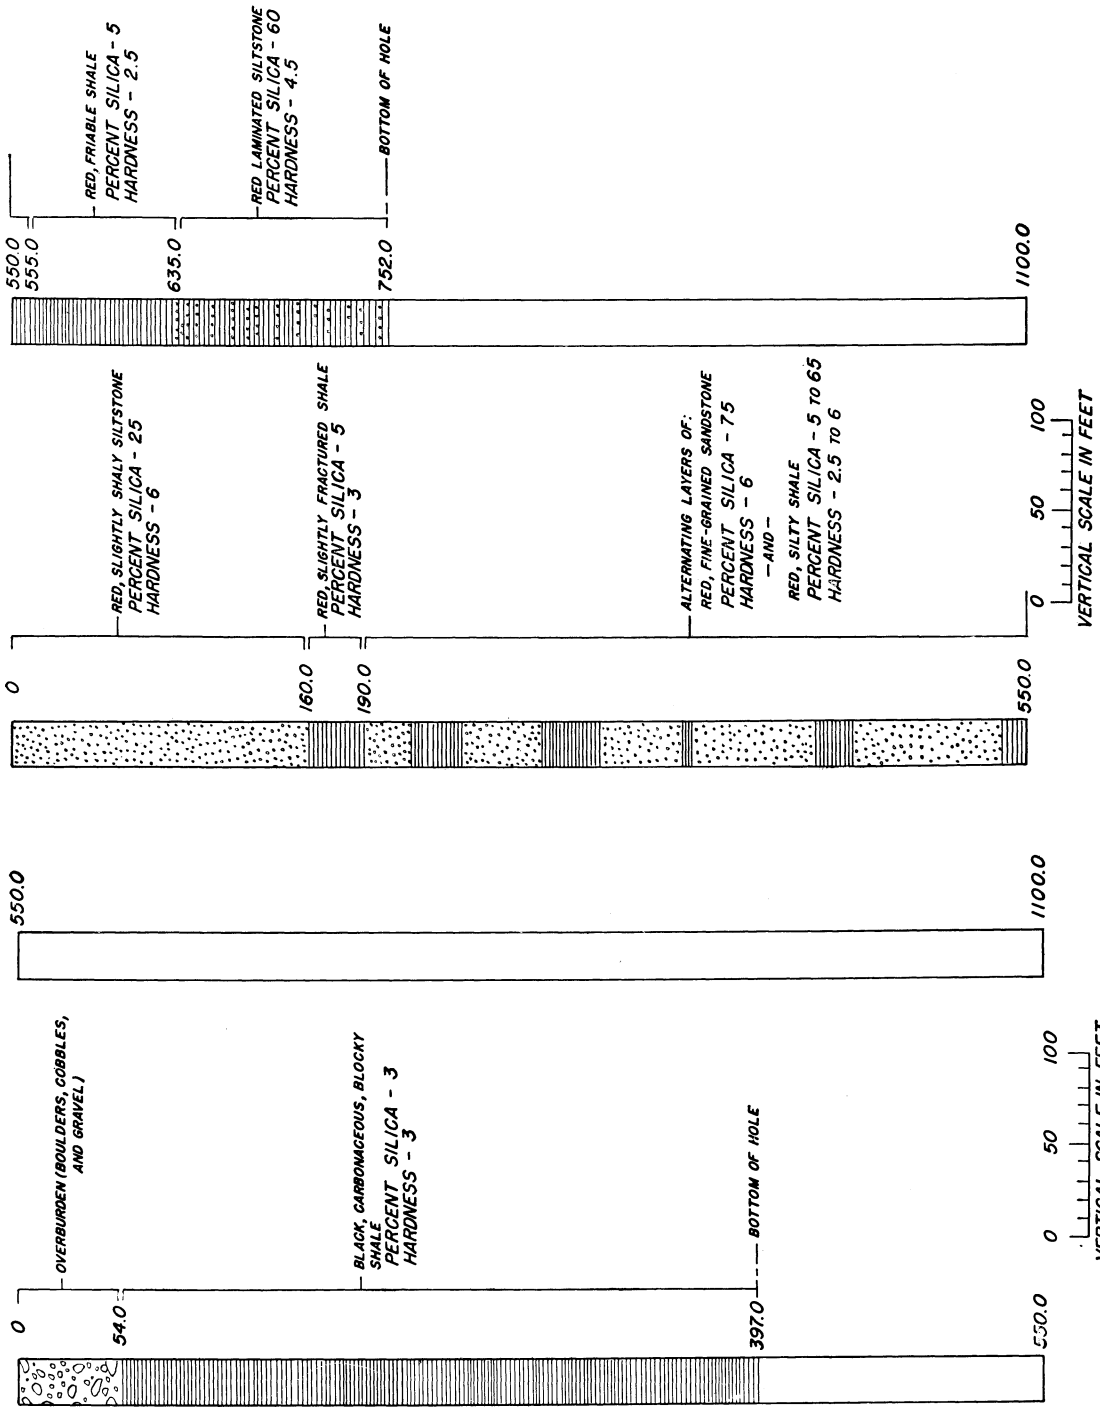 0
54.0
397.0
550.0
OVERBURDEN (BOULDERS, COBBLES,
AND GRAVEL)
BLACK, CARBONACEOUS, BLOCKY
SHALE
PERCENT SILICA - 3
HARDNESS - 3
BOTTOM OF HOLE
0 50 100
VERTICAL SCALE IN FEET
550.0
1100.0
0
160.0
190.0
550.0
RED, SLIGHTLY SHALY SILTSTONE
PERCENT SILICA - 25
HARDNESS - 6
RED, SLIGHTLY FRACTURED SHALE
PERCENT SILICA - 5
HARDNESS - 3
ALTERNATING LAYERS OF:
RED, FINE-GRAINED SANDSTONE
PERCENT SILICA - 75
HARDNESS - 6
- AND -
RED, SILTY SHALE
PERCENT SILICA - 5 TO 65
HARDNESS - 2.5 TO 6
0 50 100
VERTICAL SCALE IN FEET
550.0
555.0
635.0
752.0
1100.0
RED, FRIABLE SHALE
PERCENT SILICA - 5
HARDNESS - 2.5
RED LAMINATED SILTSTONE
PERCENT SILICA - 60
HARDNESS - 4.5
BOTTOM OF HOLE